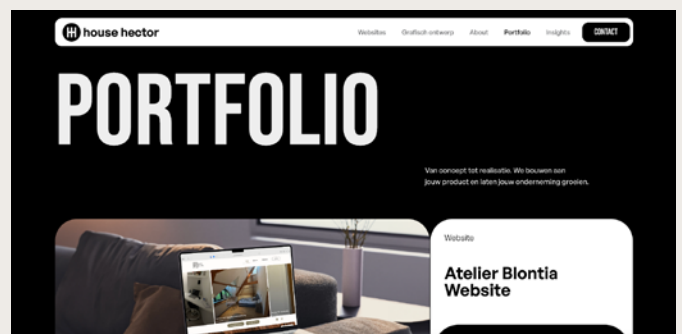 house hector
Websites Grafisch ontwerp About Portfolio Insights CONTACT
PORTFOLIO
Van concept tot realisatie. We bouwen aan
jouw product en laten jouw onderneming groeien.
Website
Atelier Blontia
Website